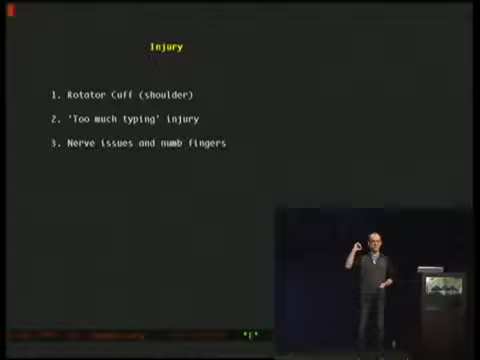 Injury
1. Rotator Cuff (shoulder)
2. 'Too much typing' injury
3. Nerve issues and numb fingers